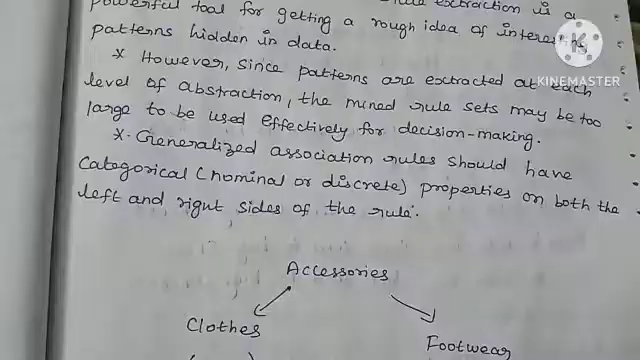 powerful tool for getting a rough idea of
patterns hidden in data.
* However, since patterns are extracted at each
level of abstraction, the mined rule sets may be too
large to be used effectively for decision-making.
*. Generalized association rules should have
categorical (nominal or discrete) properties on both the
left and right sides of the rule.
Accessories
Clothes
Footwear
K
KINEMASTER